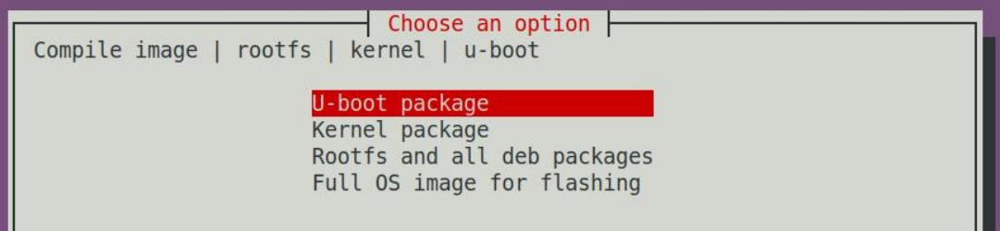 Choose an option
Compile image | rootfs | kernel | u-boot
U-boot package
Kernel package
Rootfs and all deb packages
Full OS image for flashing